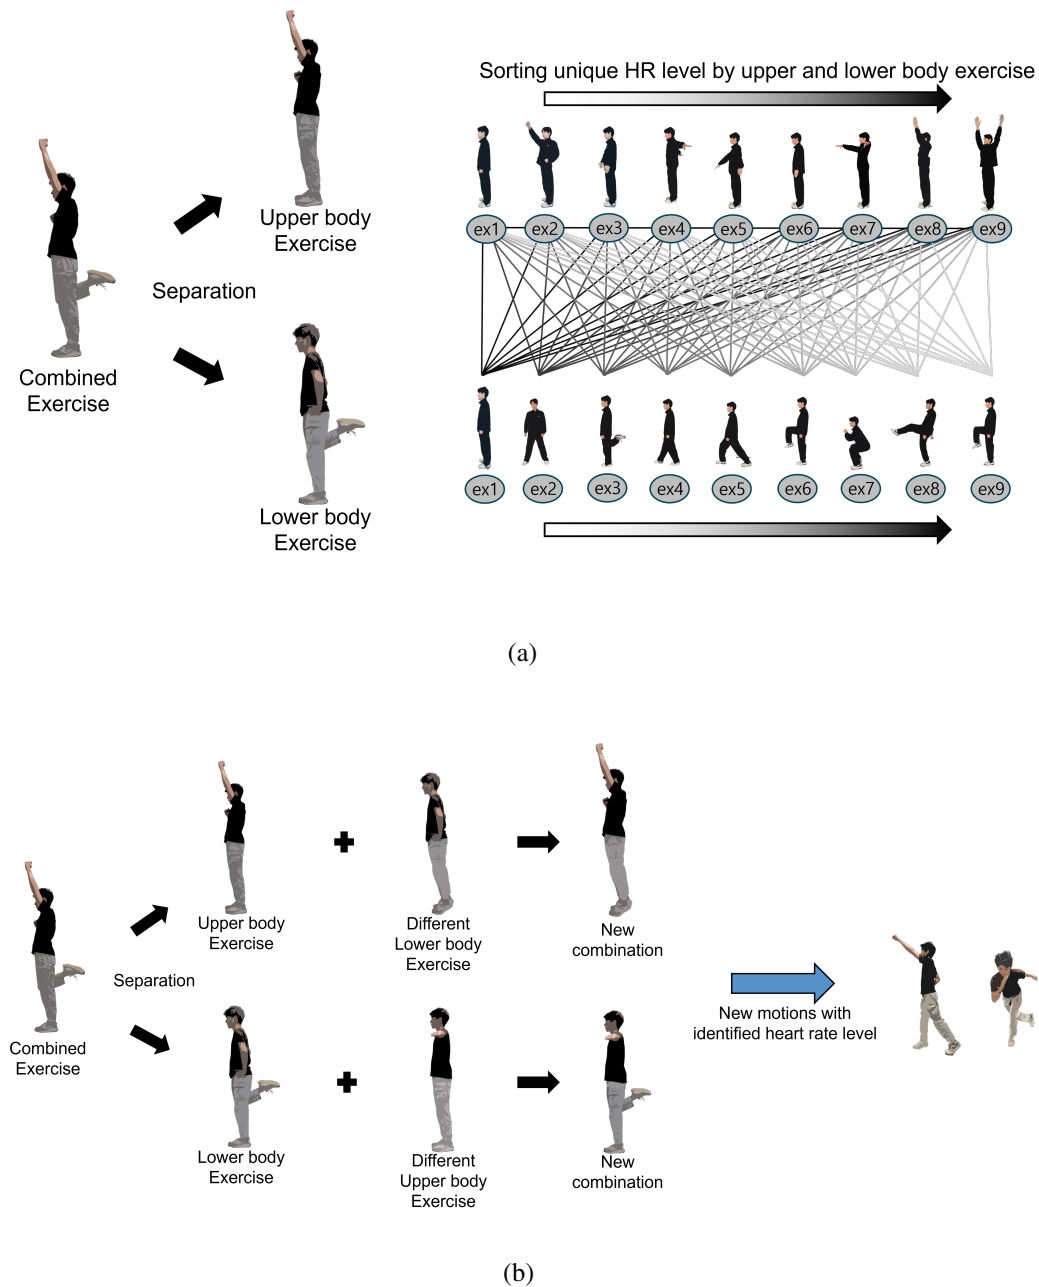 Sorting unique HR level by upper and lower body exercise
Upper body
Exercise
ex1 ex2 ex3 ex4 ex5 ex6 ex7 ex8 ex9
Separation
Combined
Exercise
Lower body
Exercise
ex1 ex2 ex3 ex4 ex5 ex6 ex7 ex8 ex9
(a)
Upper body
Exercise
Different
Lower body
Exercise
New
combination
Separation
Combined
Exercise
New motions with
identified heart rate level
Lower body
Exercise
Different
Upper body
Exercise
New
combination
(b)